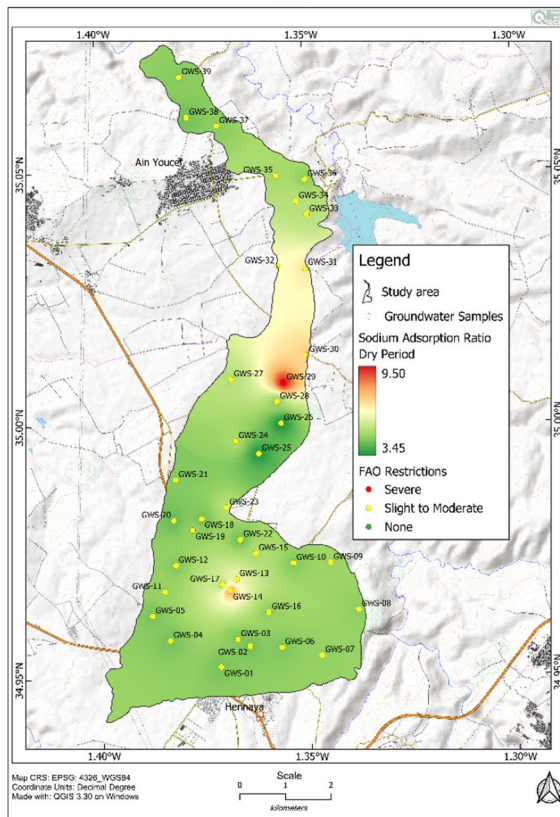 QGIS
1.40°W
1.35°W
1.30°W
GWS-39
GWS-38
GWS-37
Ain Youcef
35.05°N
35.05°N
GWS-35
GWS-36
GWS-34
GWS-33
GWS-32
GWS-31
Legend
Study area
Groundwater Samples
Sodium Adsorption Ratio
Dry Period
9.50
3.45
FAO Restrictions
Severe
Slight to Moderate
None
GWS-30
GWS-27
GWS-29
GWS-28
GWS-26
35.00°N
35.00°N
GWS-24
GWS-25
GWS-21
GWS-23
GWS-20
GWS-18
GWS-19
GWS-22
GWS-15
GWS-12
GWS-10
GWS-09
GWS-13
GWS-17
GWS-11
GWS-14
GWS-16
GWS-08
GWS-05
GWS-04
GWS-03
GWS-06
GWS-02
GWS-07
GWS-01
34.95°N
34.95°N
Hennaya
1.40°W
1.35°W
1.30°W
Map CRS: EPSG: 4326_WGS84
Coordinate Units: Decimal Degree
Made with: QGIS 3.30 on Windows
Scale
0 1 2
kilometers